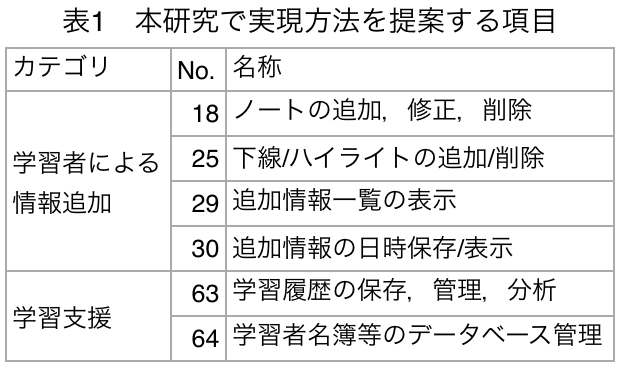 表1　本研究で実現方法を提案する項目
カテゴリ No. 名称
学習者による
情報追加
18 ノートの追加，修正，削除
25 下線/ハイライトの追加/削除
29 追加情報一覧の表示
30 追加情報の日時保存/表示
学習支援
63 学習履歴の保存，管理，分析
64 学習者名簿等のデータベース管理